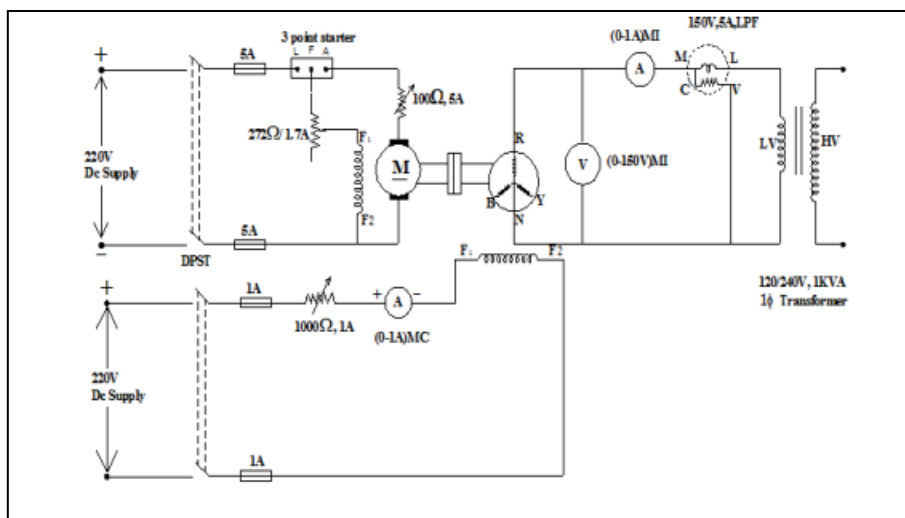 150V,5A,LPF
3 point starter
(0-1A)MI
M L
5A
L F A
A
C V
+
100Ω, 5A
272Ω/ 1.7A
F₁
R
LV
HV
220V
Dc Supply
M
V
(0-150V)MI
B Y
N
F2
−
5A
DPST
F₁ F2
+
1A
+ A −
120/240V, 1KVA
1ϕ Transformer
1000Ω, 1A
(0-1A)MC
220V
Dc Supply
1A